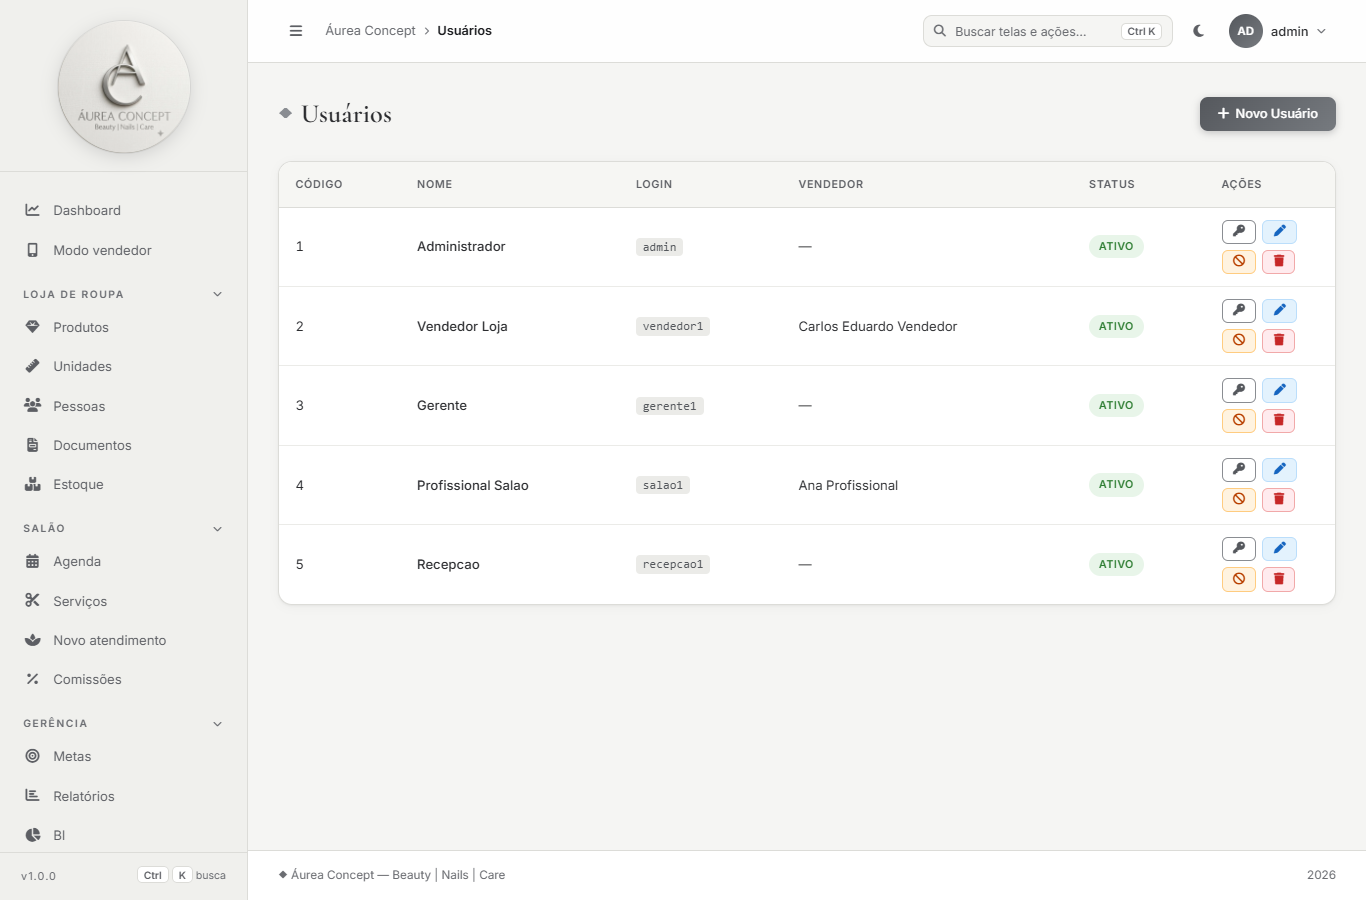 ÁUREA CONCEPT
Beauty | Nails | Care
Dashboard
Modo vendedor
LOJA DE ROUPA
Produtos
Unidades
Pessoas
Documentos
Estoque
SALÃO
Agenda
Serviços
Novo atendimento
Comissões
GERÊNCIA
Metas
Relatórios
BI
v1.0.0 Ctrl K busca
Áurea Concept › Usuários
Buscar telas e ações... Ctrl K
AD admin
Usuários
+ Novo Usuário
CÓDIGO NOME LOGIN VENDEDOR STATUS AÇÕES
1 Administrador admin — ATIVO
2 Vendedor Loja vendedor1 Carlos Eduardo Vendedor ATIVO
3 Gerente gerente1 — ATIVO
4 Profissional Salao salao1 Ana Profissional ATIVO
5 Recepcao recepcao1 — ATIVO
◆ Áurea Concept — Beauty | Nails | Care
2026